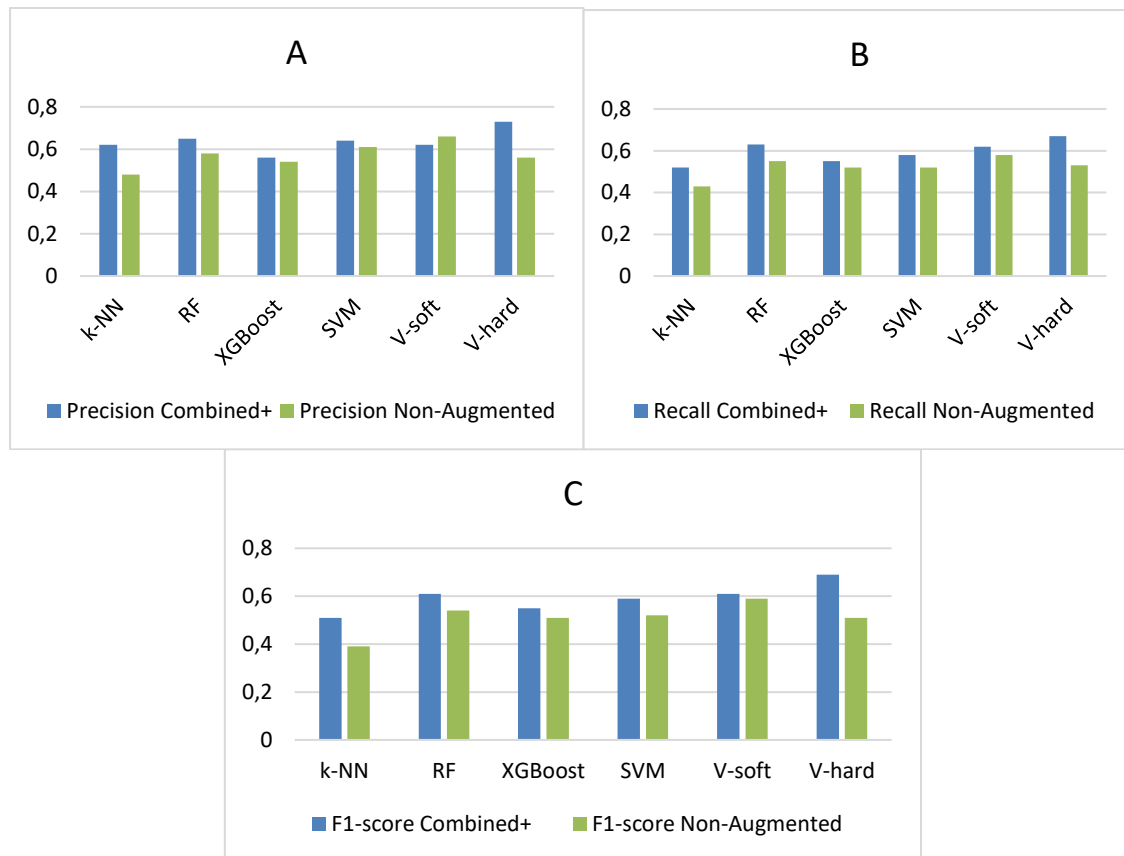 A
0,8
0,6
0,4
0,2
0
k-NN
RF
XGBoost
SVM
V-soft
V-hard
Precision Combined+
Precision Non-Augmented
B
0,8
0,6
0,4
0,2
0
k-NN
RF
XGBoost
SVM
V-soft
V-hard
Recall Combined+
Recall Non-Augmented
C
0,8
0,6
0,4
0,2
0
k-NN RF XGBoost SVM V-soft V-hard
F1-score Combined+ F1-score Non-Augmented